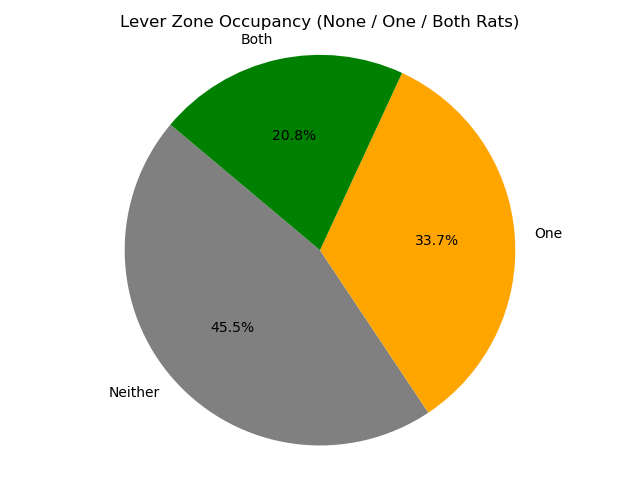 Lever Zone Occupancy (None / One / Both Rats)
Both
20.8%
One
33.7%
45.5%
Neither